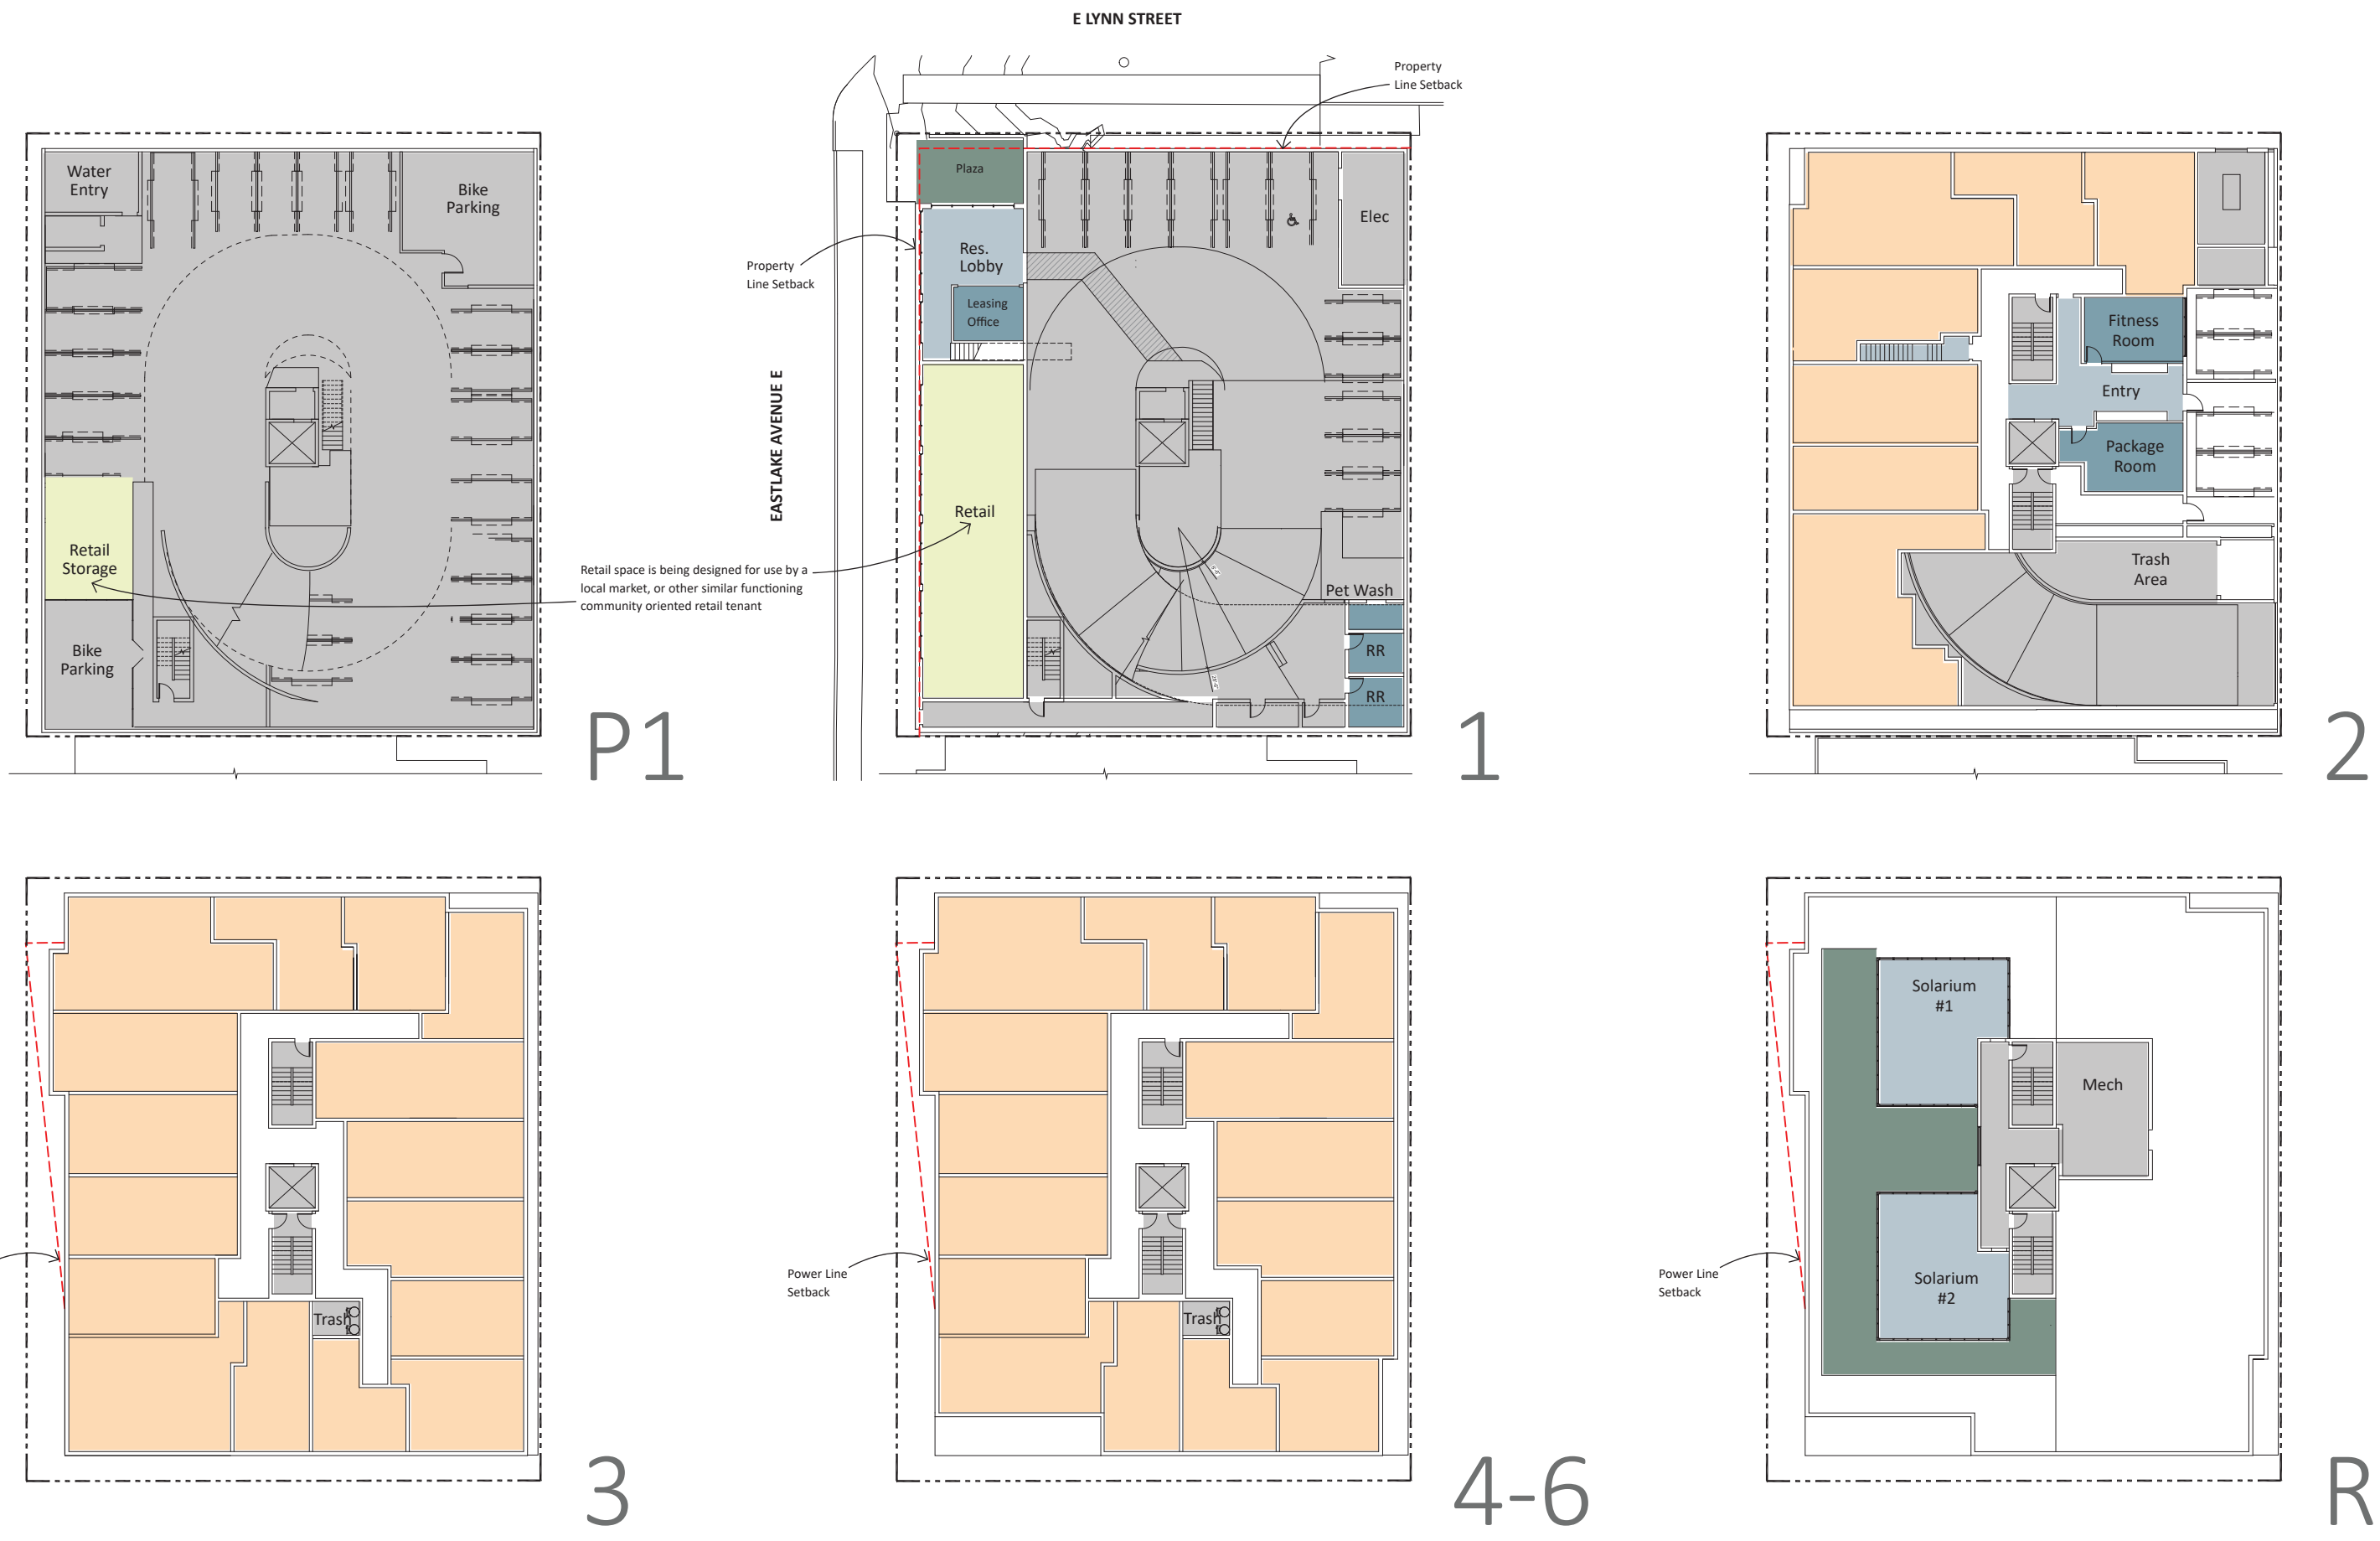 E LYNN STREET
Property
Line Setback
Water
Entry
Bike
Parking
Retail
Storage
Bike
Parking
P1
EASTLAKE AVENUE E
Property
Line Setback
Plaza
Res.
Lobby
Leasing
Office
Elec
Retail
Pet Wash
RR
RR
1
Retail space is being designed for use by a
local market, or other similar functioning
community oriented retail tenant
Fitness
Room
Entry
Package
Room
Trash
Area
2
Trash
3
Power Line
Setback
Trash
4-6
Power Line
Setback
Solarium
#1
Mech
Solarium
#2
R